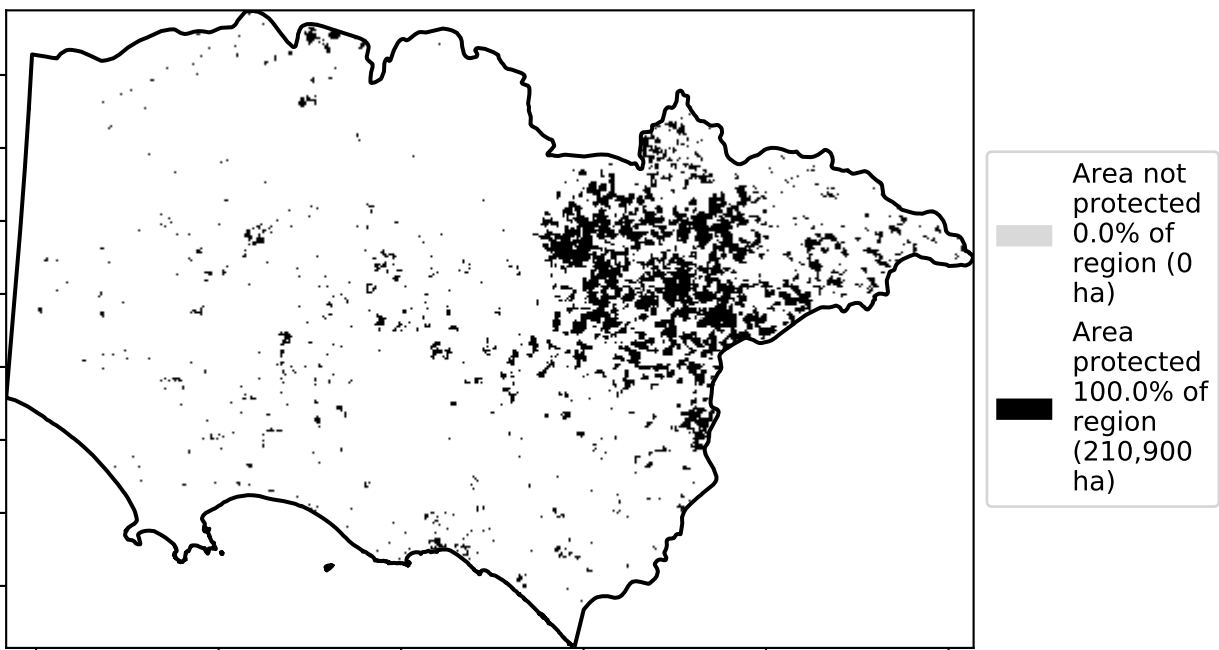 Area not
protected
0.0% of
region (0
ha)
Area
protected
100.0% of
region
(210,900
ha)